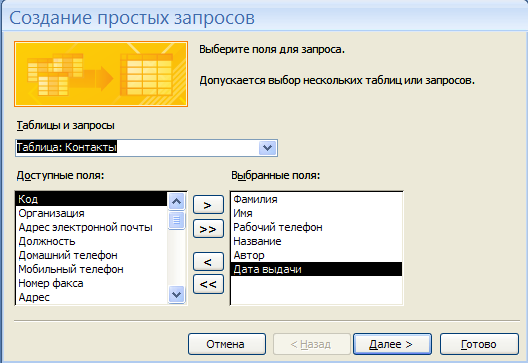 Создание простых запросов
Выберите поля для запроса.
Допускается выбор нескольких таблиц или запросов.
Таблицы и запросы
Таблица: Контакты
Доступные поля:
Код
Организация
Адрес электронной почты
Должность
Домашний телефон
Мобильный телефон
Номер факса
Адрес
>
>>
<
<<
Выбранные поля:
Фамилия
Имя
Рабочий телефон
Название
Автор
Дата выдачи
Отмена
< Назад
Далее >
Готово